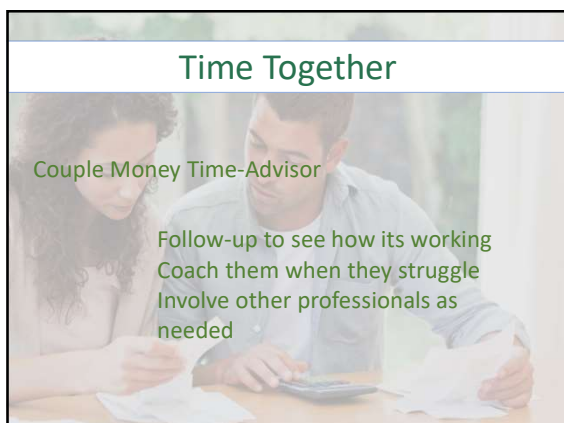 Time Together
Couple Money Time-Advisor
Follow-up to see how its working
Coach them when they struggle
Involve other professionals as
needed